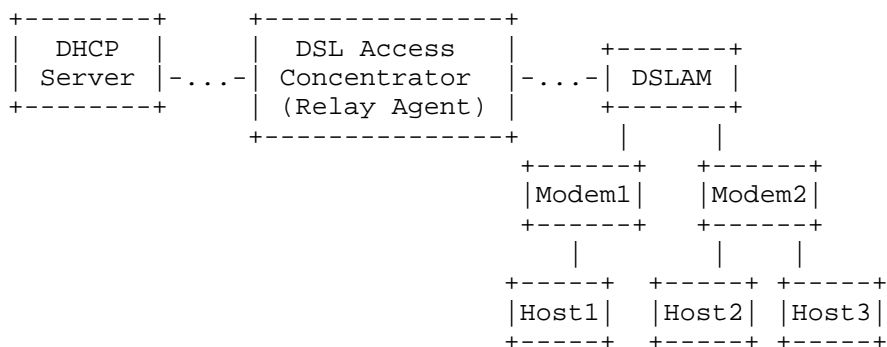 DHCP DSL Access
Server -...- Concentrator -...- DSLAM
(Relay Agent)
Modem1 Modem2
Host1 Host2 Host3